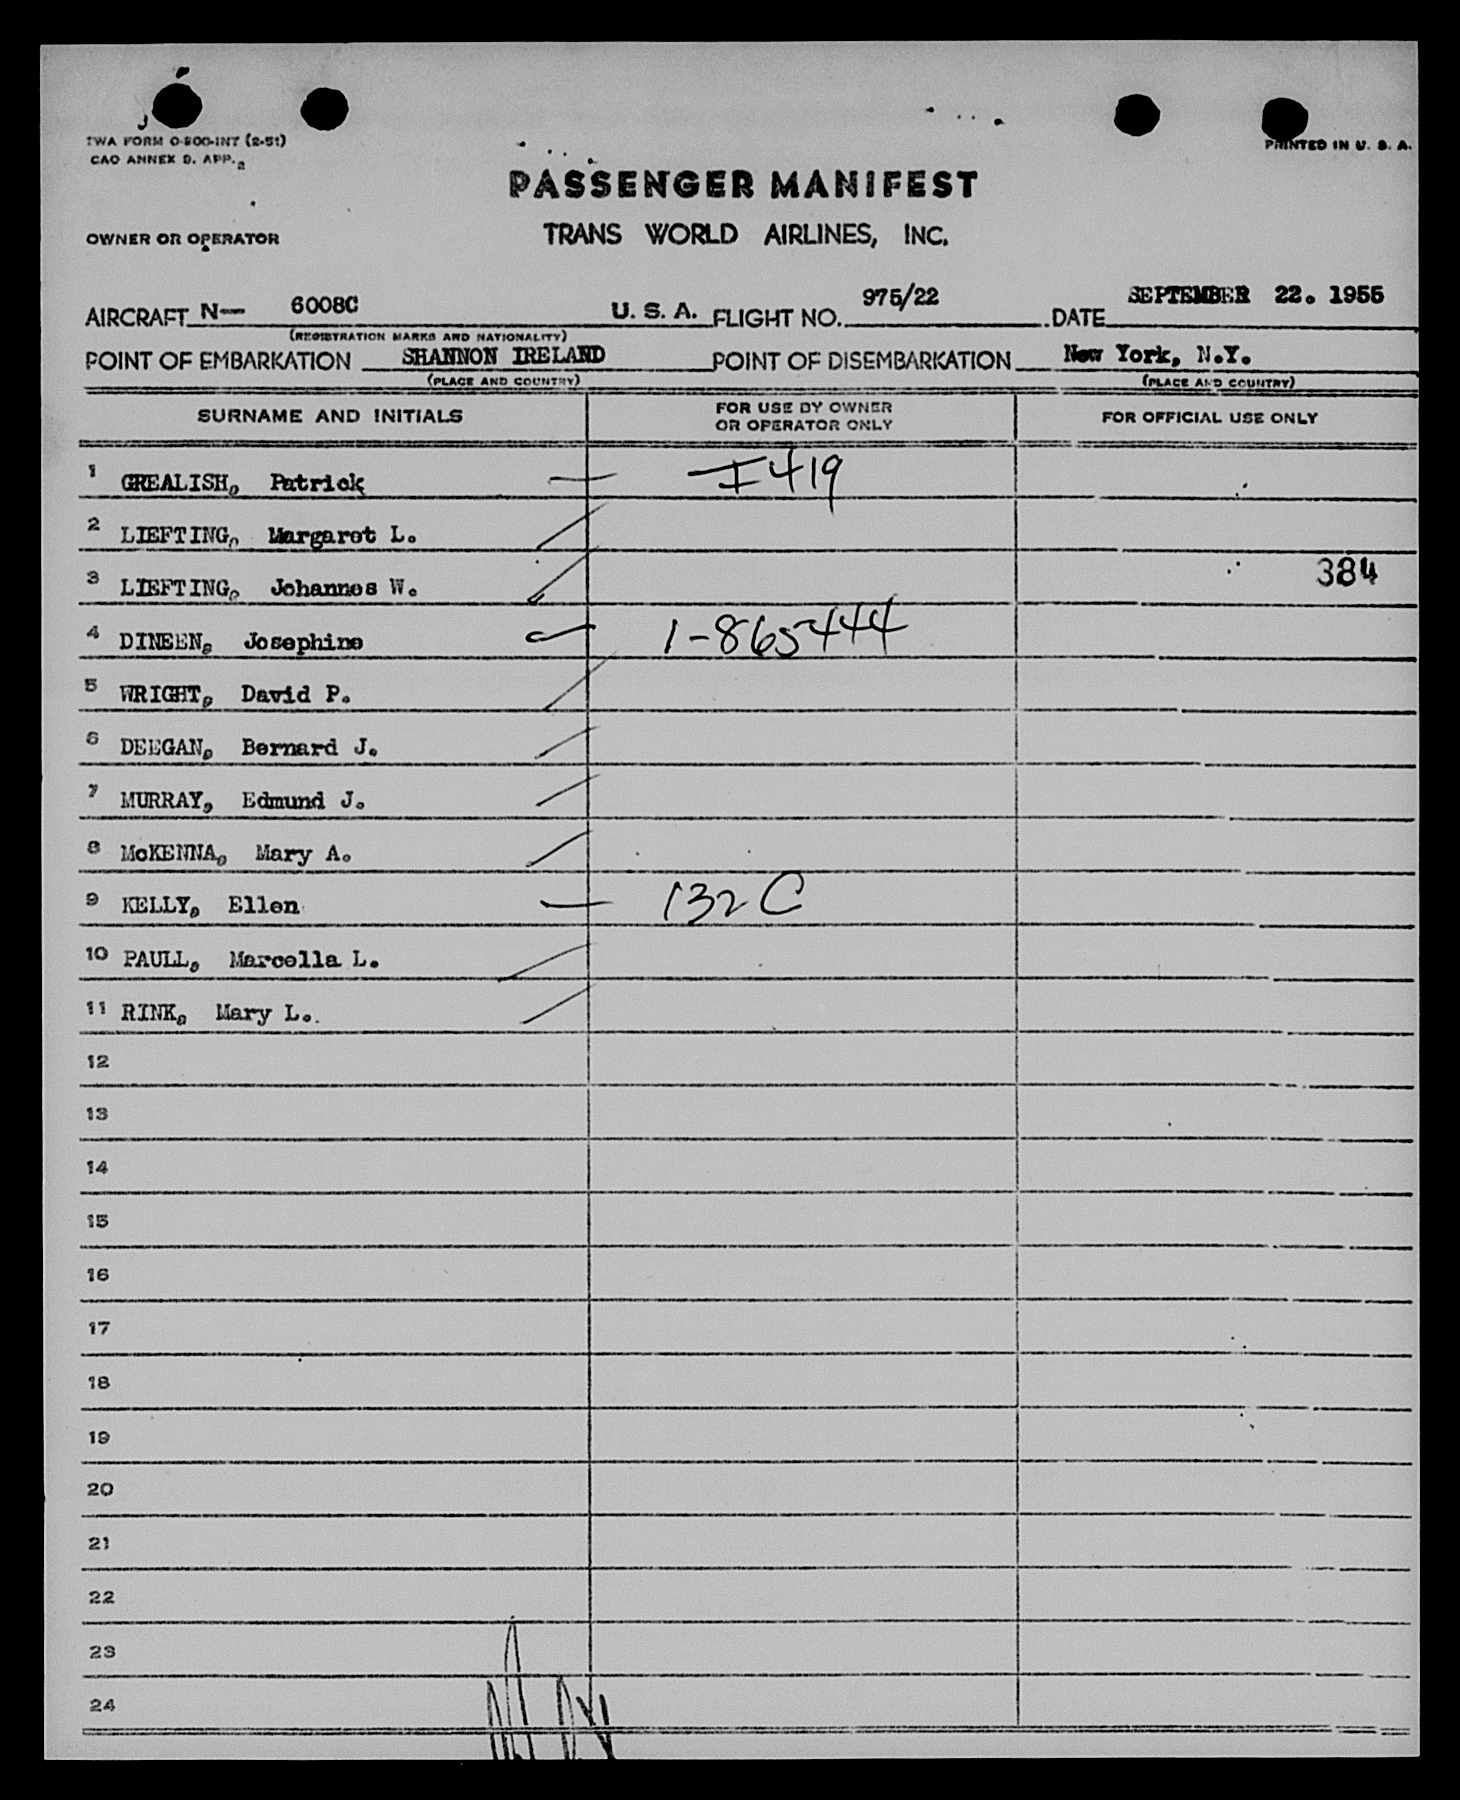 TWA FORM O-800-INT (2-51)
CAO ANNEX 9. APP. 2
PRINTED IN U. S. A.
PASSENGER MANIFEST
OWNER OR OPERATOR
TRANS WORLD AIRLINES, INC.
AIRCRAFT N— 6008C U. S. A. FLIGHT NO. 975/22 DATE SEPTEMBER 22. 1955
(REGISTRATION MARKS AND NATIONALITY)
POINT OF EMBARKATION SHANNON IRELAND POINT OF DISEMBARKATION New York, N.Y.
(PLACE AND COUNTRY) (PLACE AND COUNTRY)
SURNAME AND INITIALS FOR USE BY OWNER OR OPERATOR ONLY FOR OFFICIAL USE ONLY
1 GREALISH, Patrick I 419
2 LIEFTING, Margaret L.
3 LIEFTING, Johannes W. 384
4 DINEEN, Josephine 1-865444
5 WRIGHT, David P.
6 DEEGAN, Bernard J.
7 MURRAY, Edmund J.
8 McKENNA, Mary A.
9 KELLY, Ellen 132 C
10 PAULL, Marcella L.
11 RINK, Mary L.
12
13
14
15
16
17
18
19
20
21
22
23
24